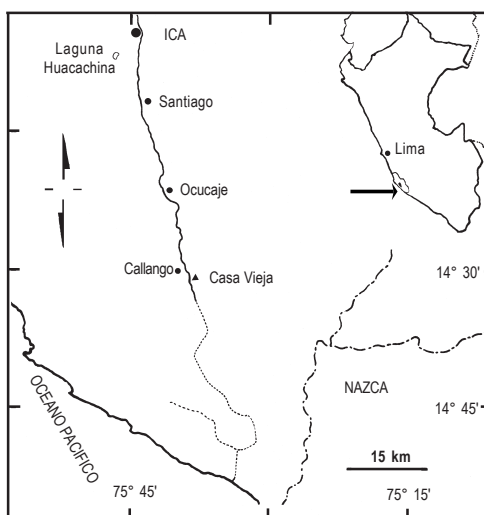 ICA
Laguna
Huacachina
Santiago
Lima
Ocucaje
Callango
Casa Vieja
14° 30'
OCEANO PACIFICO
NAZCA
14° 45'
15 km
75° 45'
75° 15'